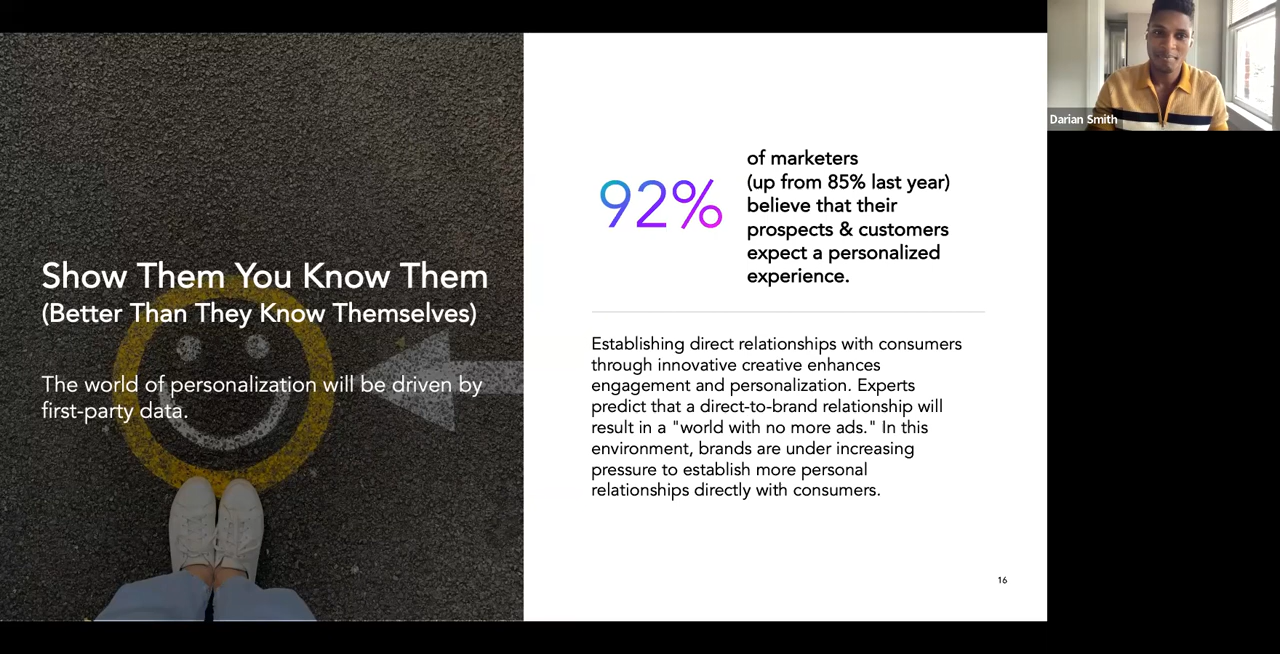 Show Them You Know Them
(Better Than They Know Themselves)
The world of personalization will be driven by
first-party data.
92%
of marketers
(up from 85% last year)
believe that their
prospects & customers
expect a personalized
experience.
Establishing direct relationships with consumers
through innovative creative enhances
engagement and personalization. Experts
predict that a direct-to-brand relationship will
result in a "world with no more ads." In this
environment, brands are under increasing
pressure to establish more personal
relationships directly with consumers.
16
Darian Smith